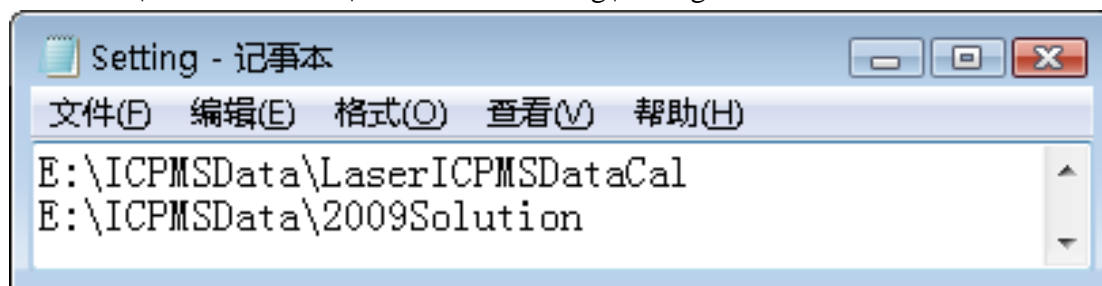 Setting - 记事本
文件(F) 编辑(E) 格式(O) 查看(V) 帮助(H)
E:\ICPMSData\LaserICPMSDataCal
E:\ICPMSData\2009Solution